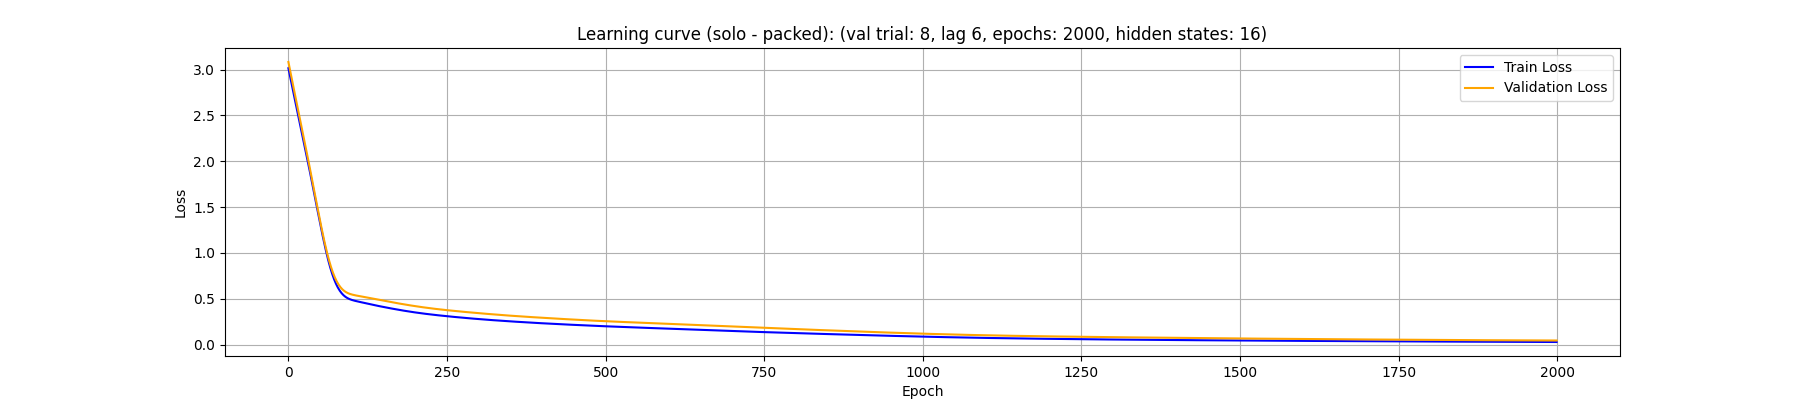 Learning curve (solo - packed): (val trial: 8, lag 6, epochs: 2000, hidden states: 16)
Train Loss
Validation Loss
Loss
3.0
2.5
2.0
1.5
1.0
0.5
0.0
0 250 500 750 1000 1250 1500 1750 2000
Epoch